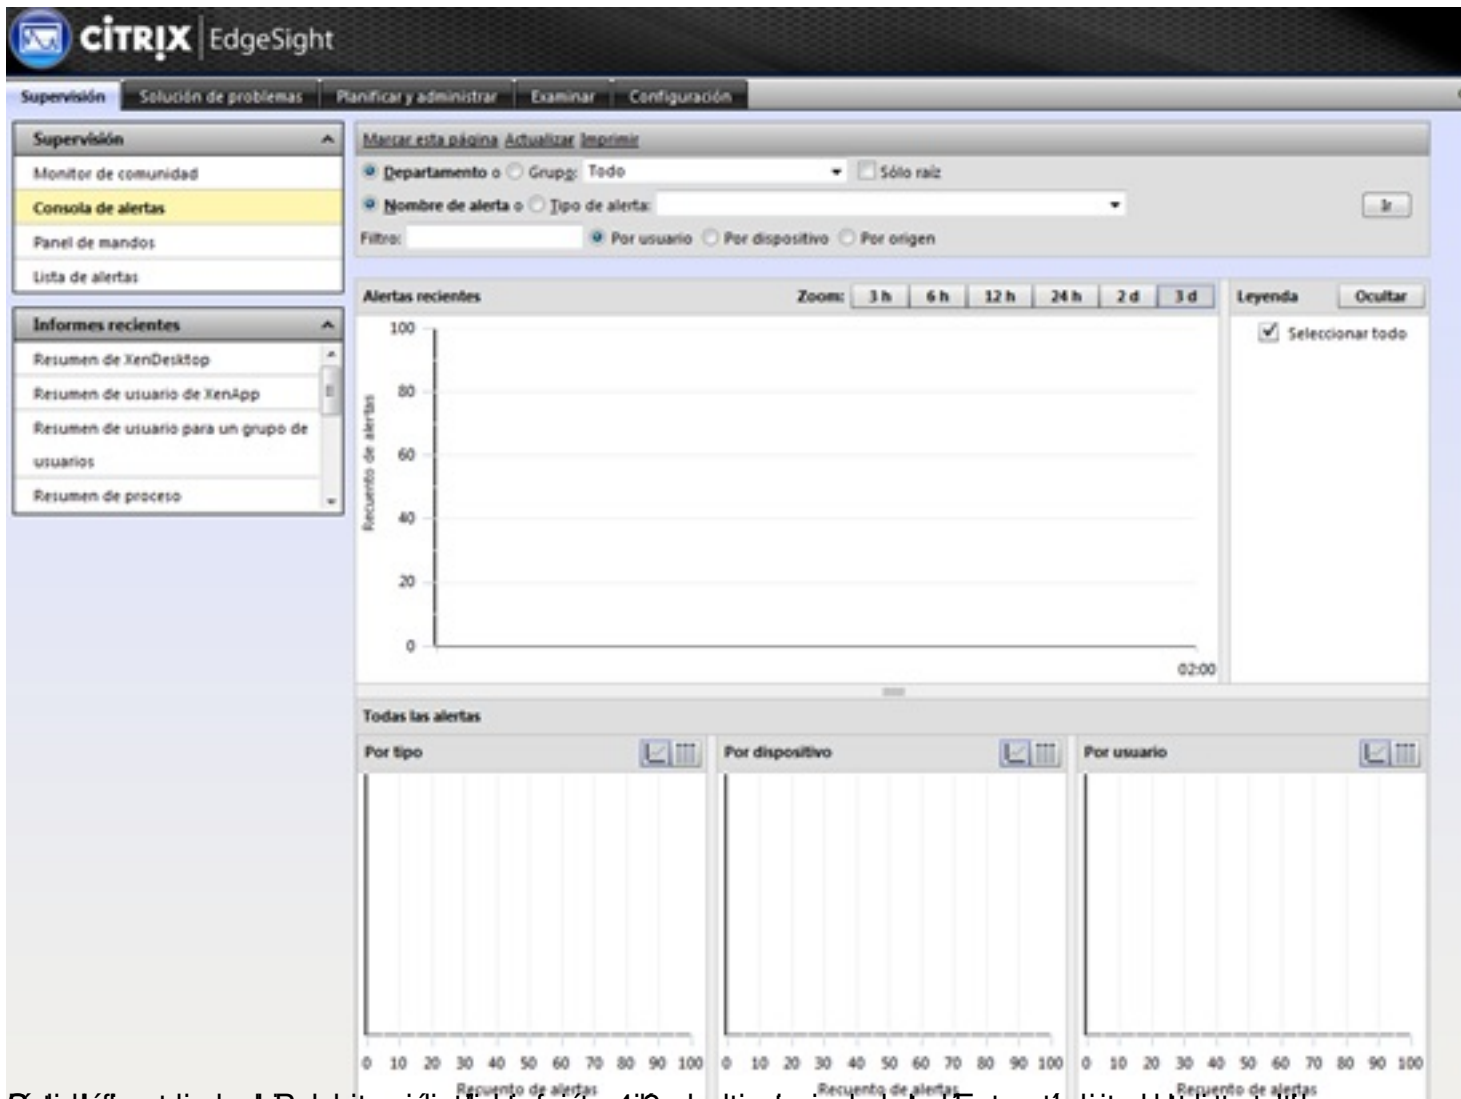 CİTRIX EdgeSight
Supervisión Solución de problemas Planificar y administrar Examinar Configuración
Supervisión
Monitor de comunidad
Consola de alertas
Panel de mandos
Lista de alertas
Informes recientes
Resumen de XenDesktop
Resumen de usuario de XenApp
Resumen de usuario para un grupo de
usuarios
Resumen de proceso
Marcar esta página Actualizar Imprimir
Departamento o Grupo: Todo Sólo raíz
Nombre de alerta o Tipo de alerta: Ir
Filtro: Por usuario Por dispositivo Por origen
Alertas recientes Zoom: 3 h 6 h 12 h 24 h 2 d 3 d
Leyenda Ocultar
Seleccionar todo
Recuento de alertas
100
80
60
40
20
0
02:00
Todas las alertas
Por tipo
0 10 20 30 40 50 60 70 80 90 100
Recuento de alertas
Por dispositivo
0 10 20 30 40 50 60 70 80 90 100
Recuento de alertas
Por usuario
0 10 20 30 40 50 60 70 80 90 100
Recuento de alertas